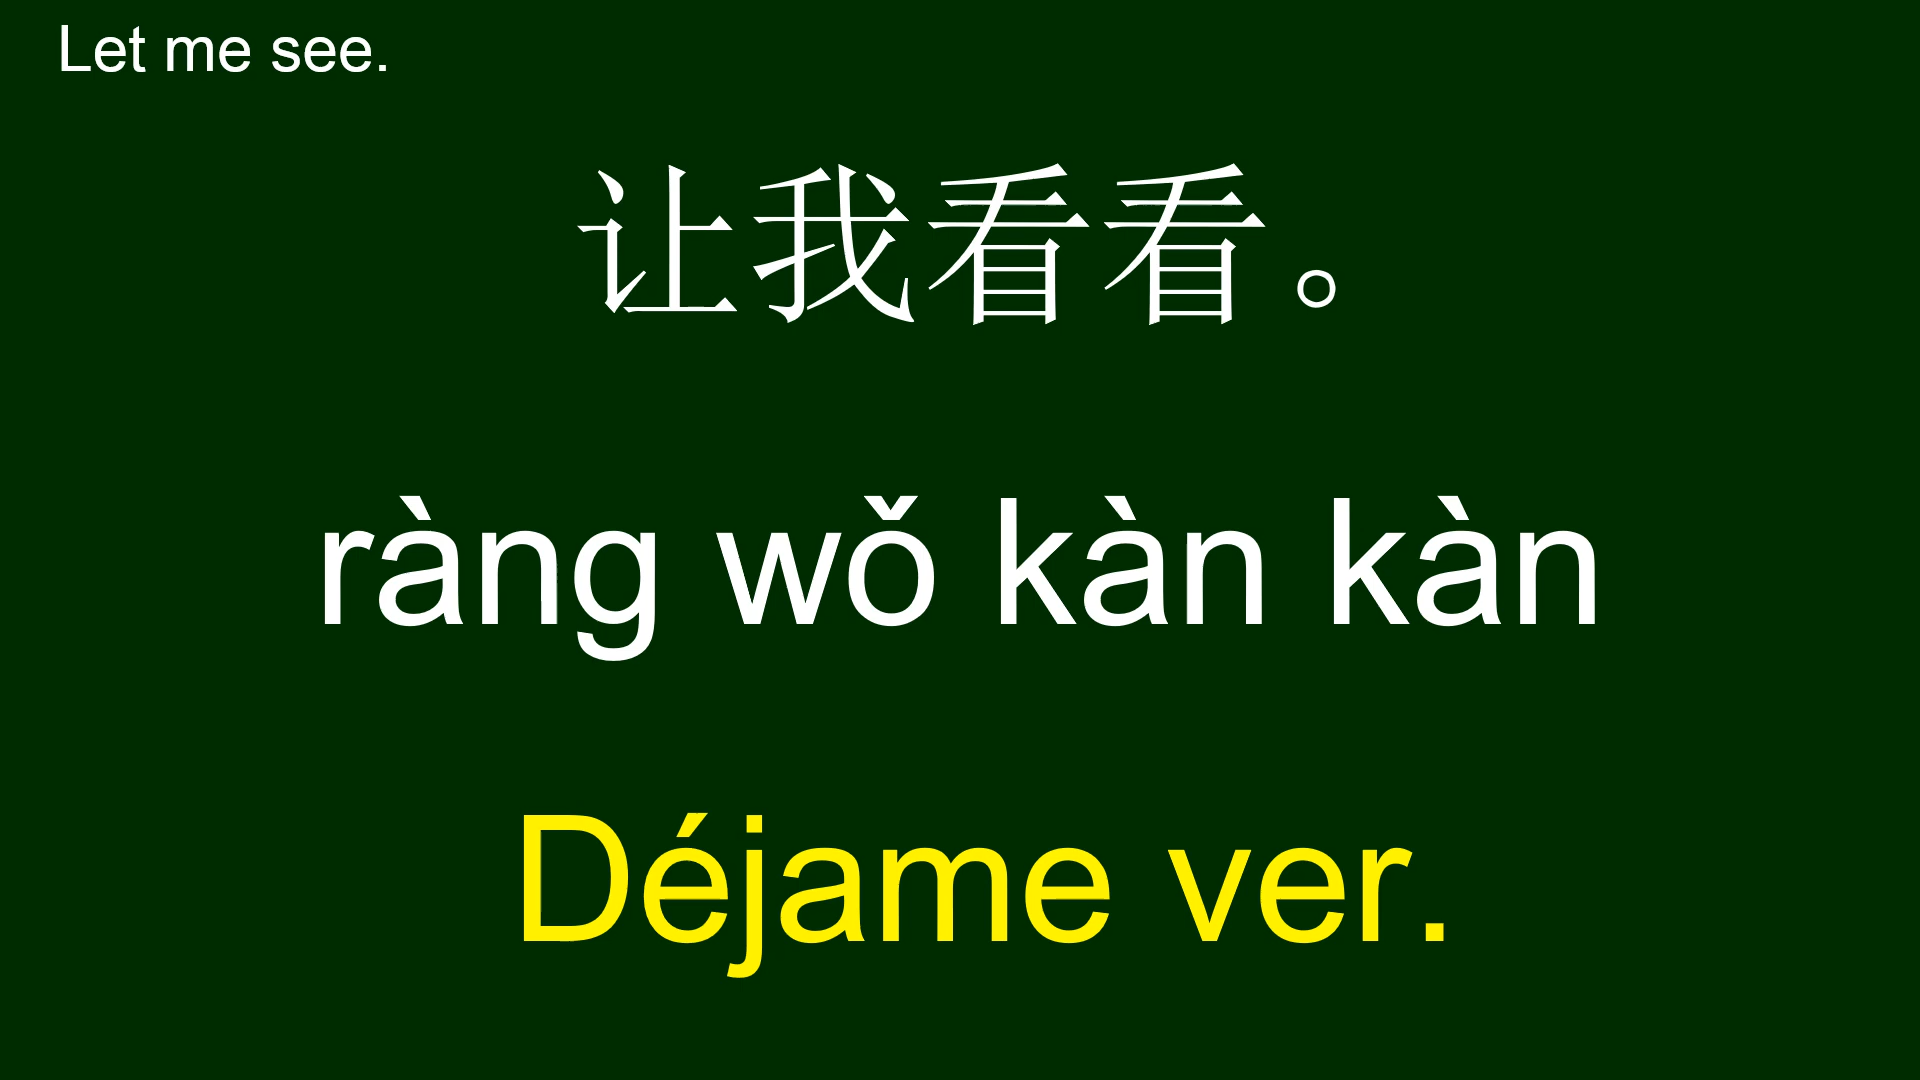 Let me see.
让我看看。
ràng wǒ kàn kàn
Déjame ver.